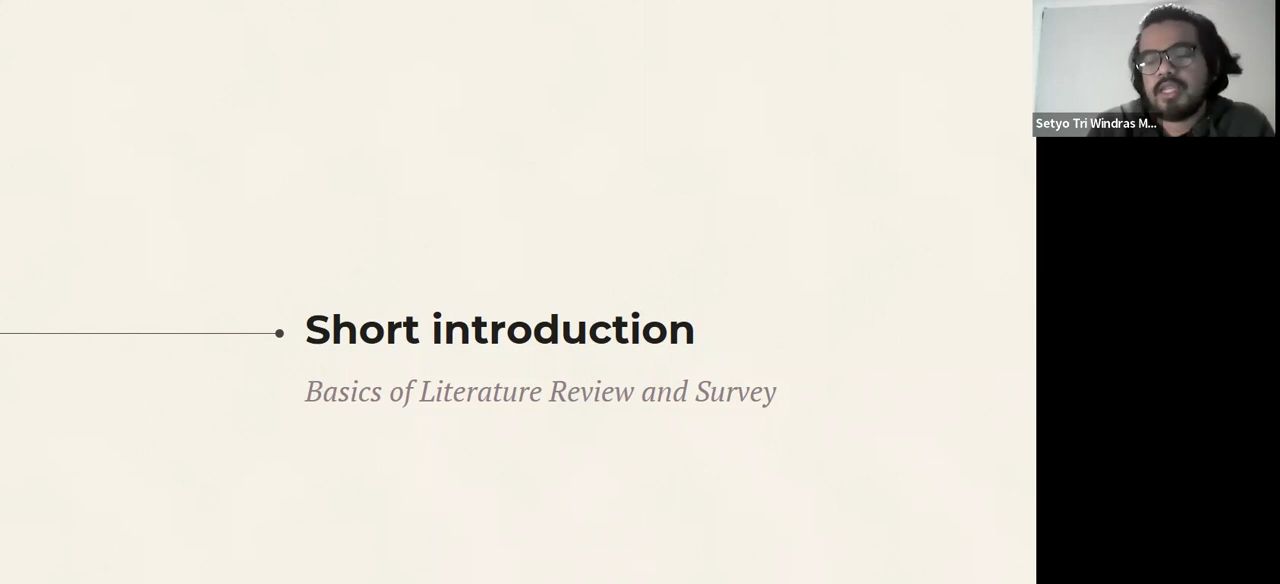 Setyo Tri Windras M...
Short introduction
Basics of Literature Review and Survey